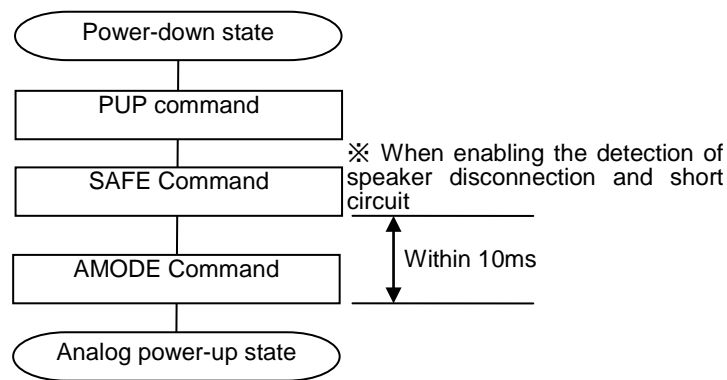 Power-down state
PUP command
※ When enabling the detection of
speaker disconnection and short
circuit
SAFE Command
Within 10ms
AMODE Command
Analog power-up state